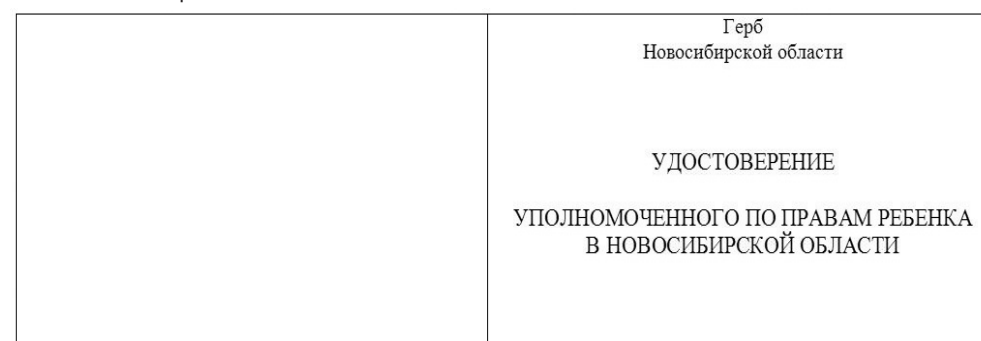 Герб
Новосибирской области
УДОСТОВЕРЕНИЕ
УПОЛНОМОЧЕННОГО ПО ПРАВАМ РЕБЕНКА
В НОВОСИБИРСКОЙ ОБЛАСТИ